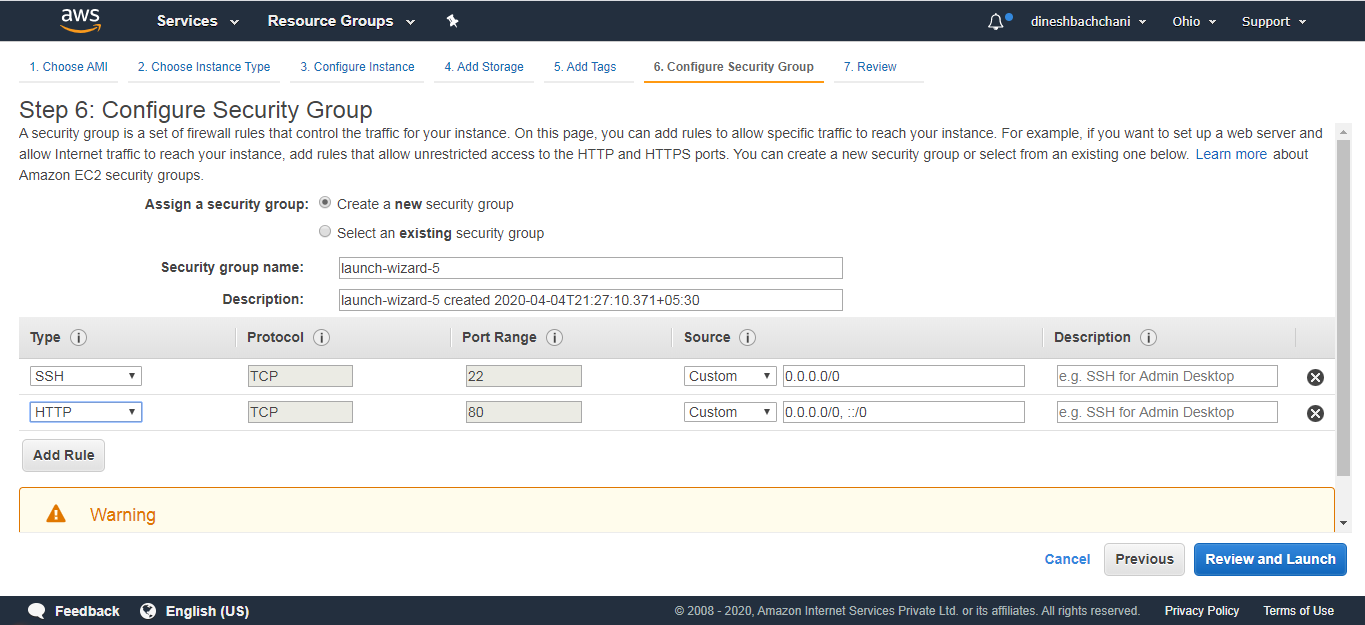 aws Services Resource Groups dineshbachchani Ohio Support
1. Choose AMI 2. Choose Instance Type 3. Configure Instance 4. Add Storage 5. Add Tags 6. Configure Security Group 7. Review
Step 6: Configure Security Group
A security group is a set of firewall rules that control the traffic for your instance. On this page, you can add rules to allow specific traffic to reach your instance. For example, if you want to set up a web server and
allow Internet traffic to reach your instance, add rules that allow unrestricted access to the HTTP and HTTPS ports. You can create a new security group or select from an existing one below. Learn more about
Amazon EC2 security groups.
Assign a security group: Create a new security group
Select an existing security group
Security group name: launch-wizard-5
Description: launch-wizard-5 created 2020-04-04T21:27:10.371+05:30
Type i Protocol i Port Range i Source i Description i
SSH TCP 22 Custom 0.0.0.0/0 e.g. SSH for Admin Desktop
HTTP TCP 80 Custom 0.0.0.0/0, ::/0 e.g. SSH for Admin Desktop
Add Rule
Warning
Cancel Previous Review and Launch
Feedback English (US) © 2008 - 2020, Amazon Internet Services Private Ltd. or its affiliates. All rights reserved. Privacy Policy Terms of Use